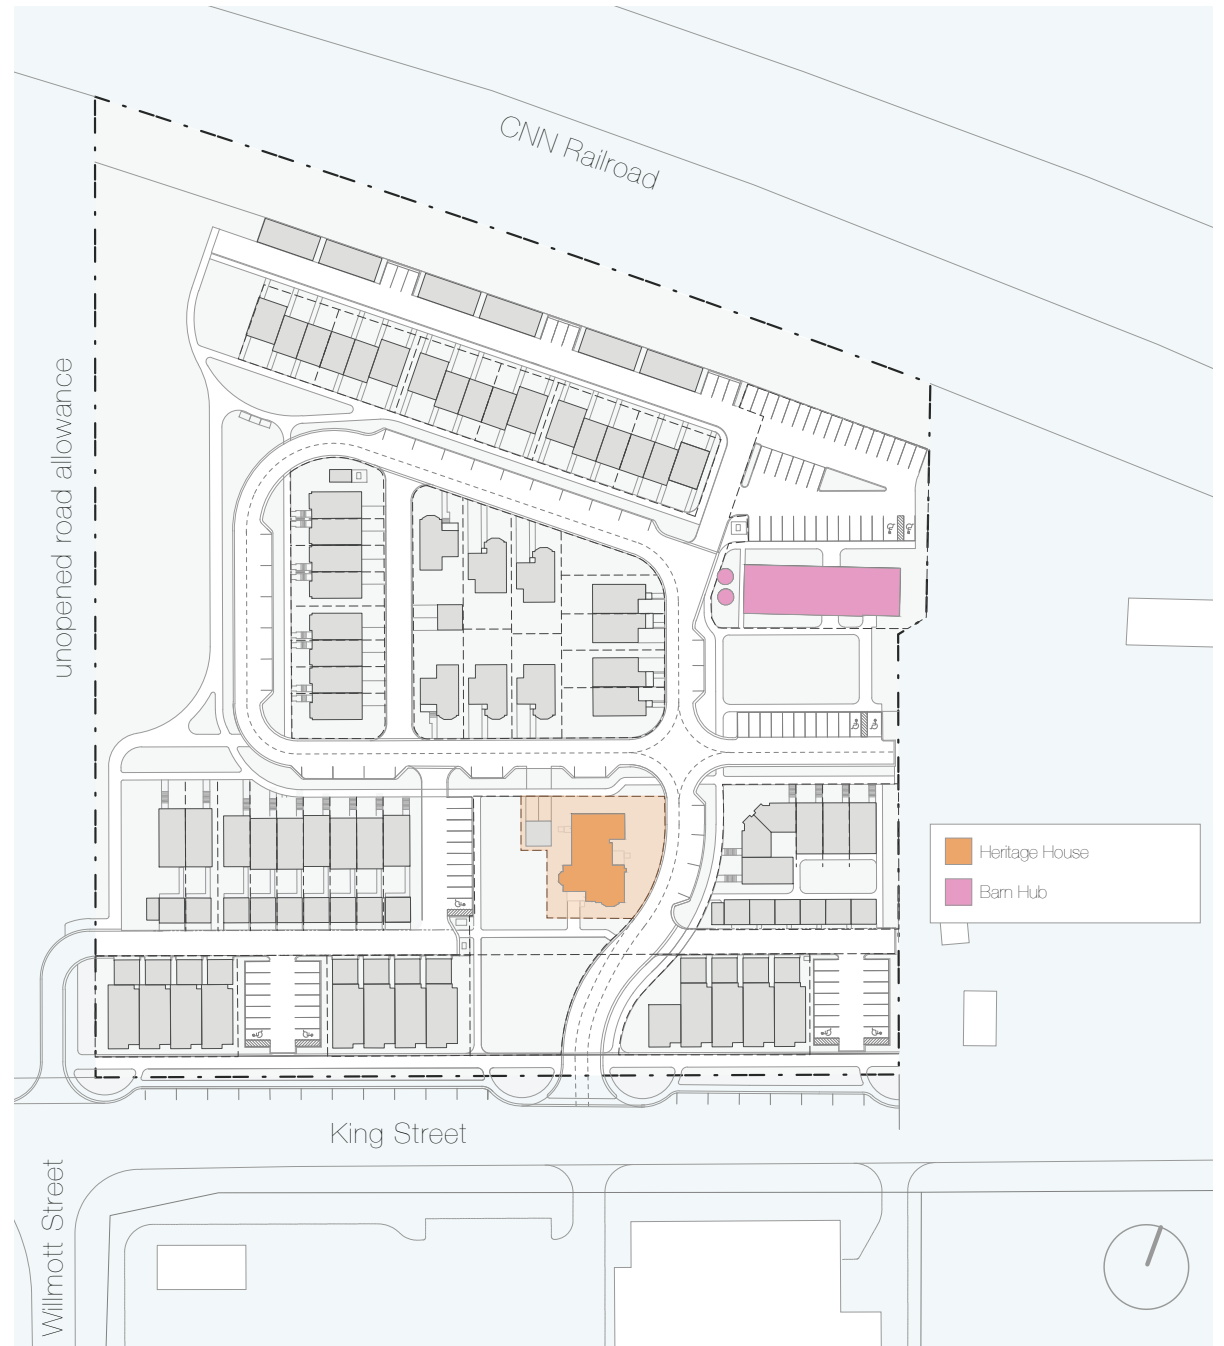 CNN Railroad
unopened road allowance
Heritage House
Barn Hub
King Street
Willmott Street